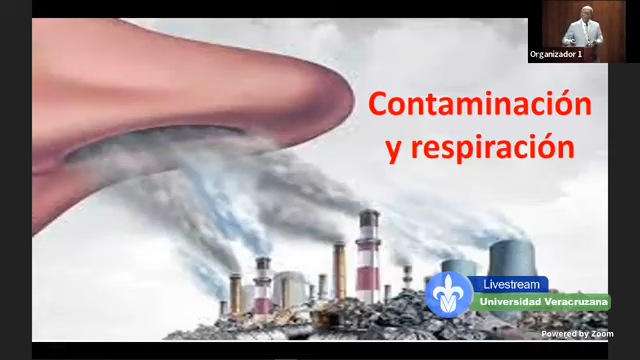 Organizador 1
Contaminación
y respiración
Livestream
Universidad Veracruzana
Powered by Zoom